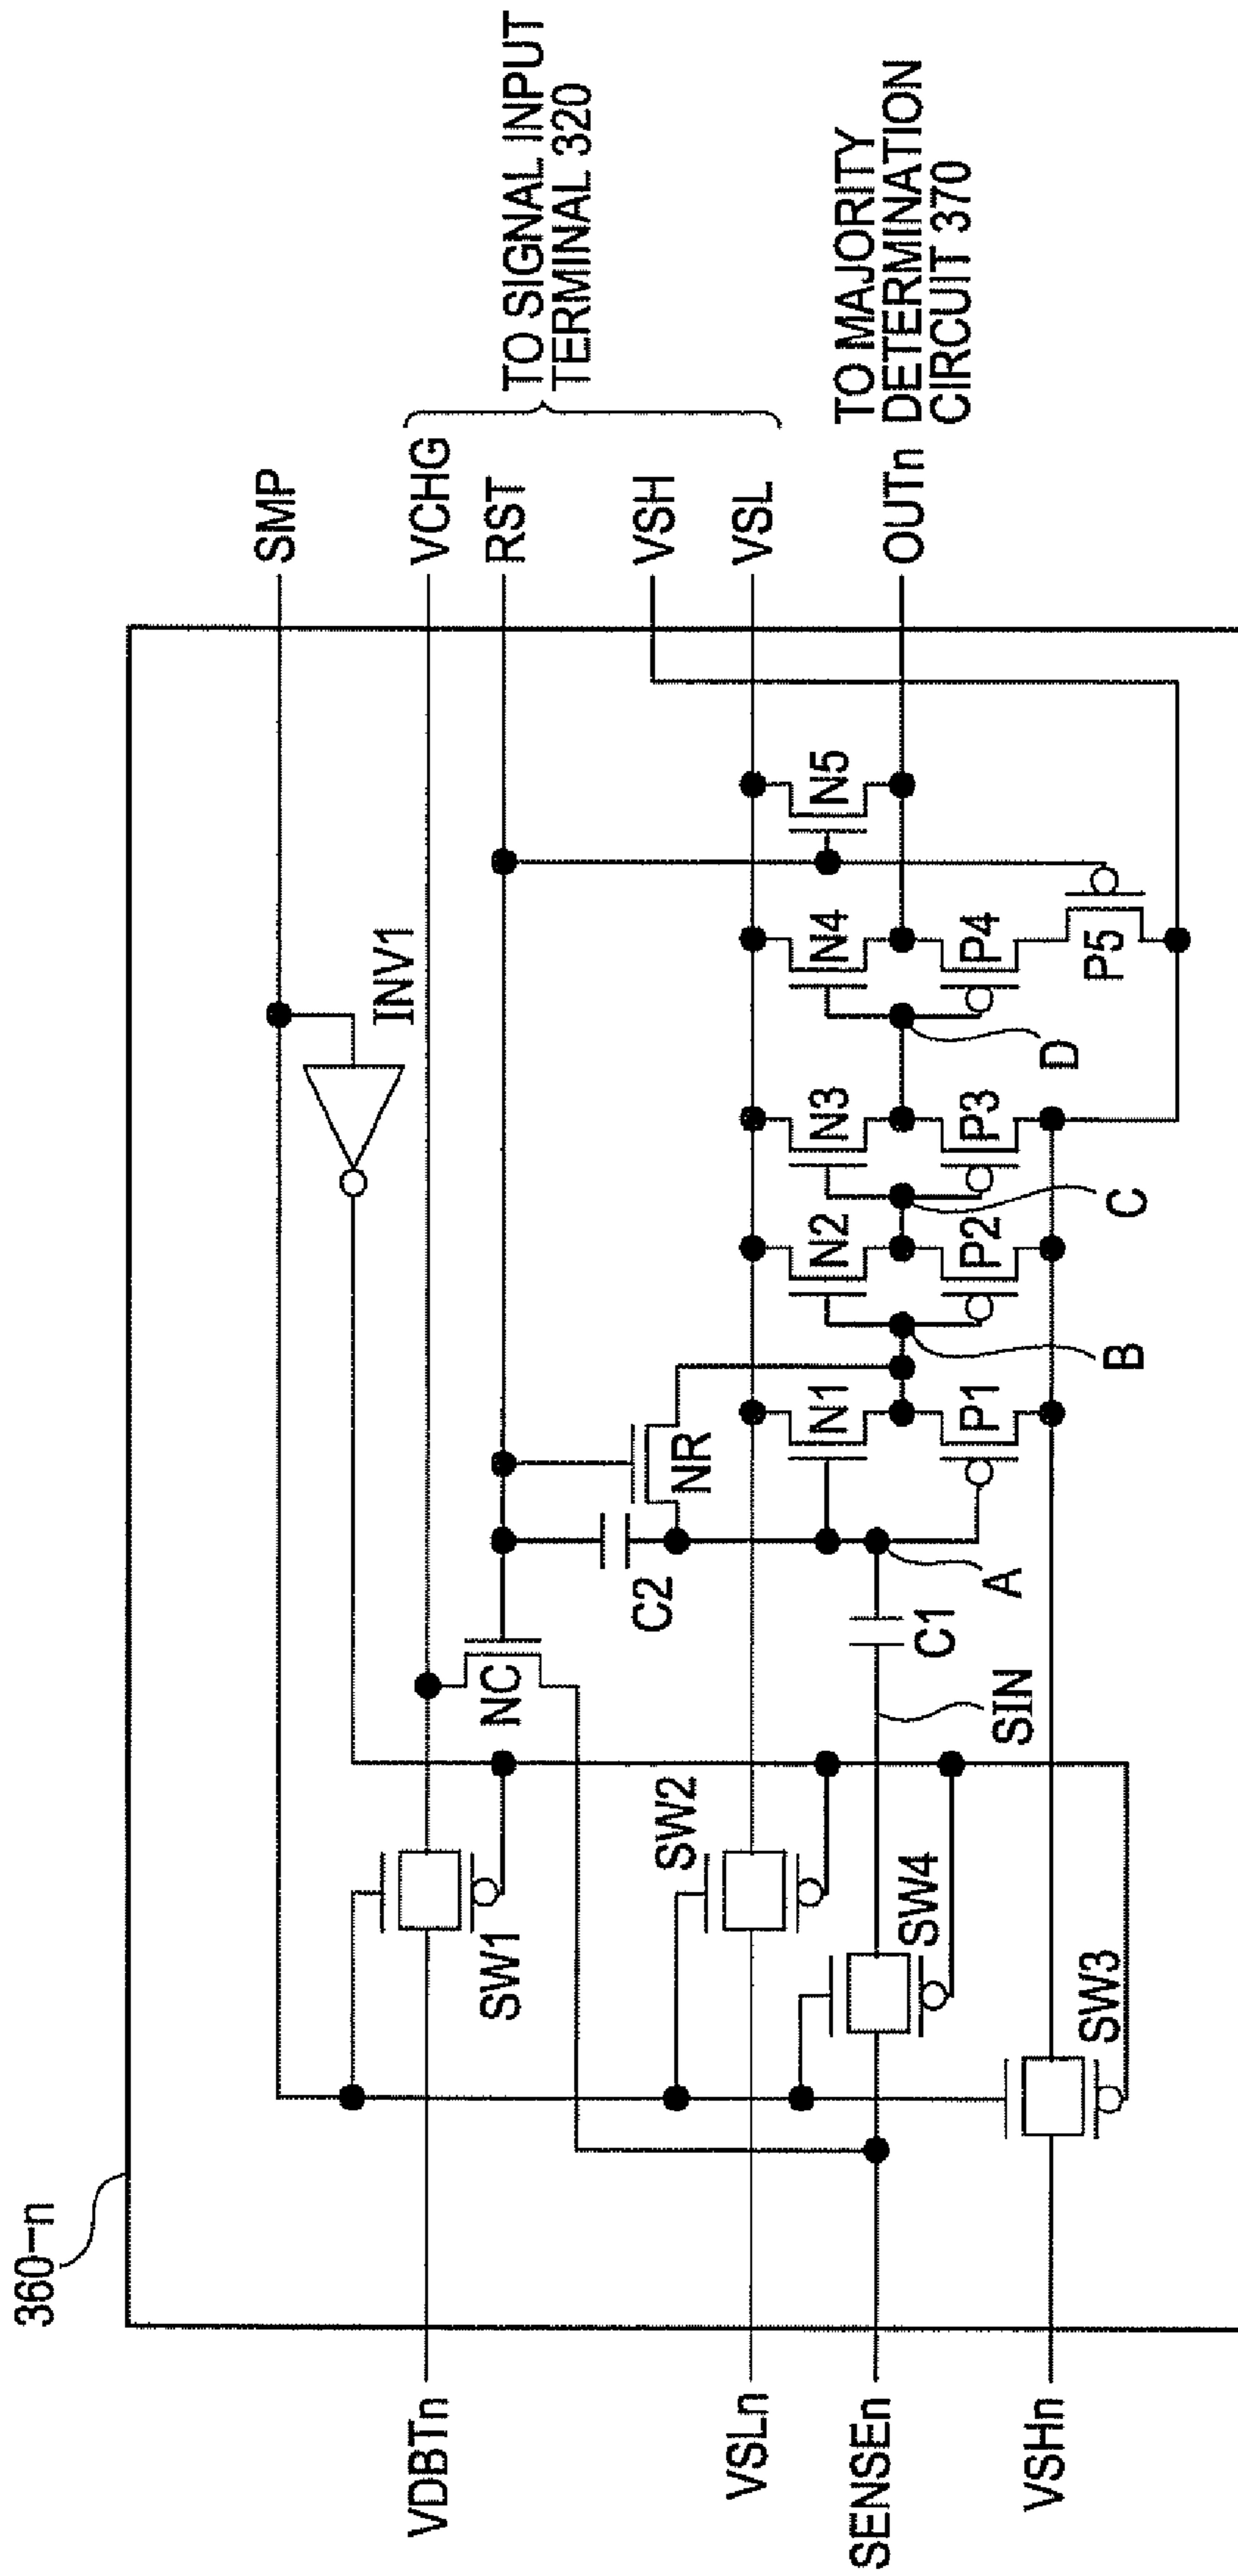 360-n
SMP
VCHG
RST
VSH
VSL
OUTn
TO SIGNAL INPUT
TERMINAL 320
TO MAJORITY
DETERMINATION
CIRCUIT 370
INV1
VDBTn
VSLn
SENSEn
VSHn
SW1
SW2
SW4
SW3
NC
C2
NR
SIN
C1
A
N1
P1
B
N2
P2
C
N3
P3
D
N4
P4
P5
N5